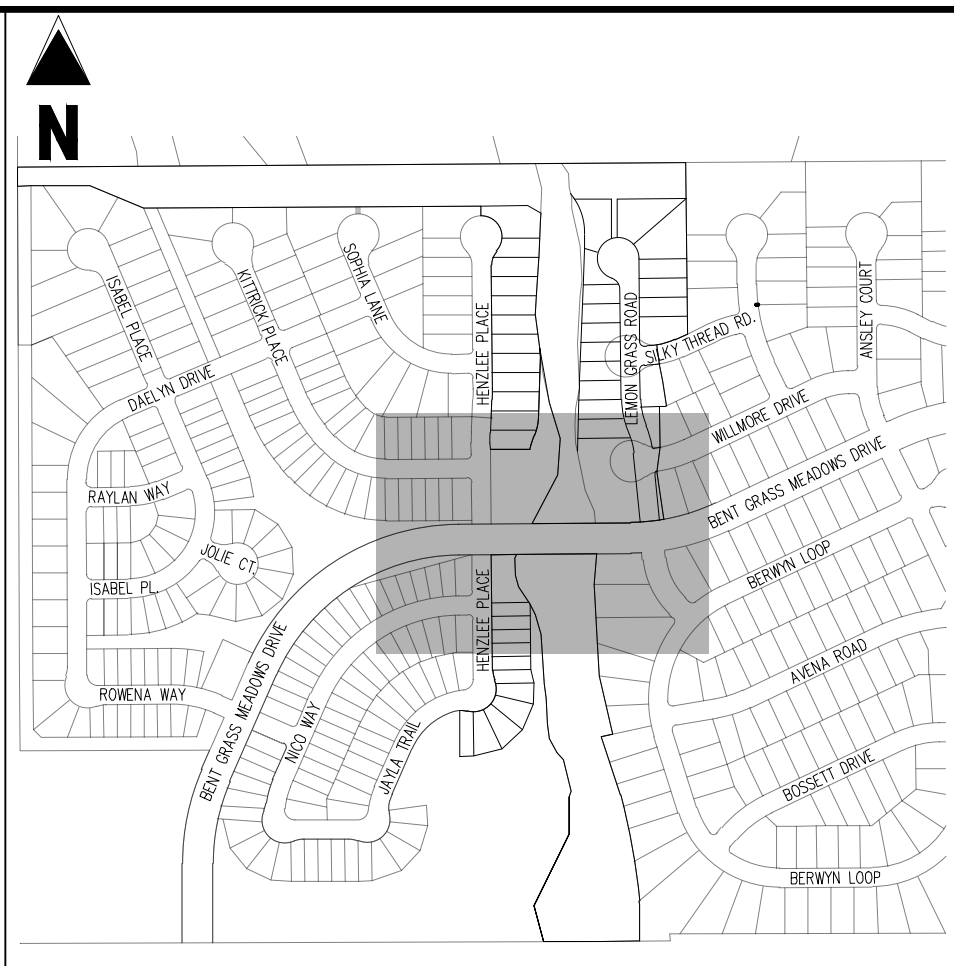 N
ISABEL PLACE
KITTRICK PLACE
SOPHIA LANE
HENZLEE PLACE
LEMON GRASS ROAD
SILKY THREAD RD.
ANSLEY COURT
DAELYN DRIVE
WILLMORE DRIVE
BENT GRASS MEADOWS DRIVE
RAYLAN WAY
JOLIE CT.
BERWYN LOOP
ISABEL PL.
HENZLEE PLACE
BENT GRASS MEADOWS DRIVE
AVENA ROAD
ROWENA WAY
NICO WAY
JAYLA TRAIL
BOSSETT DRIVE
BERWYN LOOP